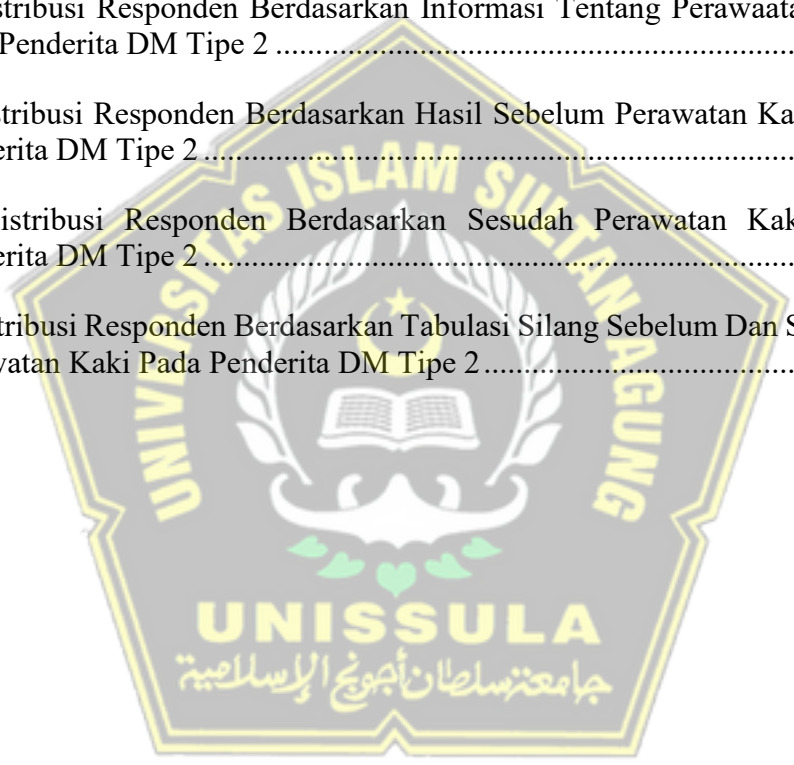 stribusi Responden Berdasarkan Informasi Tentang Perawaata
Penderita DM Tipe 2 ..........................................................................
stribusi Responden Berdasarkan Hasil Sebelum Perawatan Ka
erita DM Tipe 2 ..................................................................................
istribusi Responden Berdasarkan Sesudah Perawatan Kak
erita DM Tipe 2 ..................................................................................
tribusi Responden Berdasarkan Tabulasi Silang Sebelum Dan S
watan Kaki Pada Penderita DM Tipe 2 ...........................................
UNIVERSITAS ISLAM SULTAN AGUNG
UNISSULA
جامعة سلطان أجونج الإسلامية